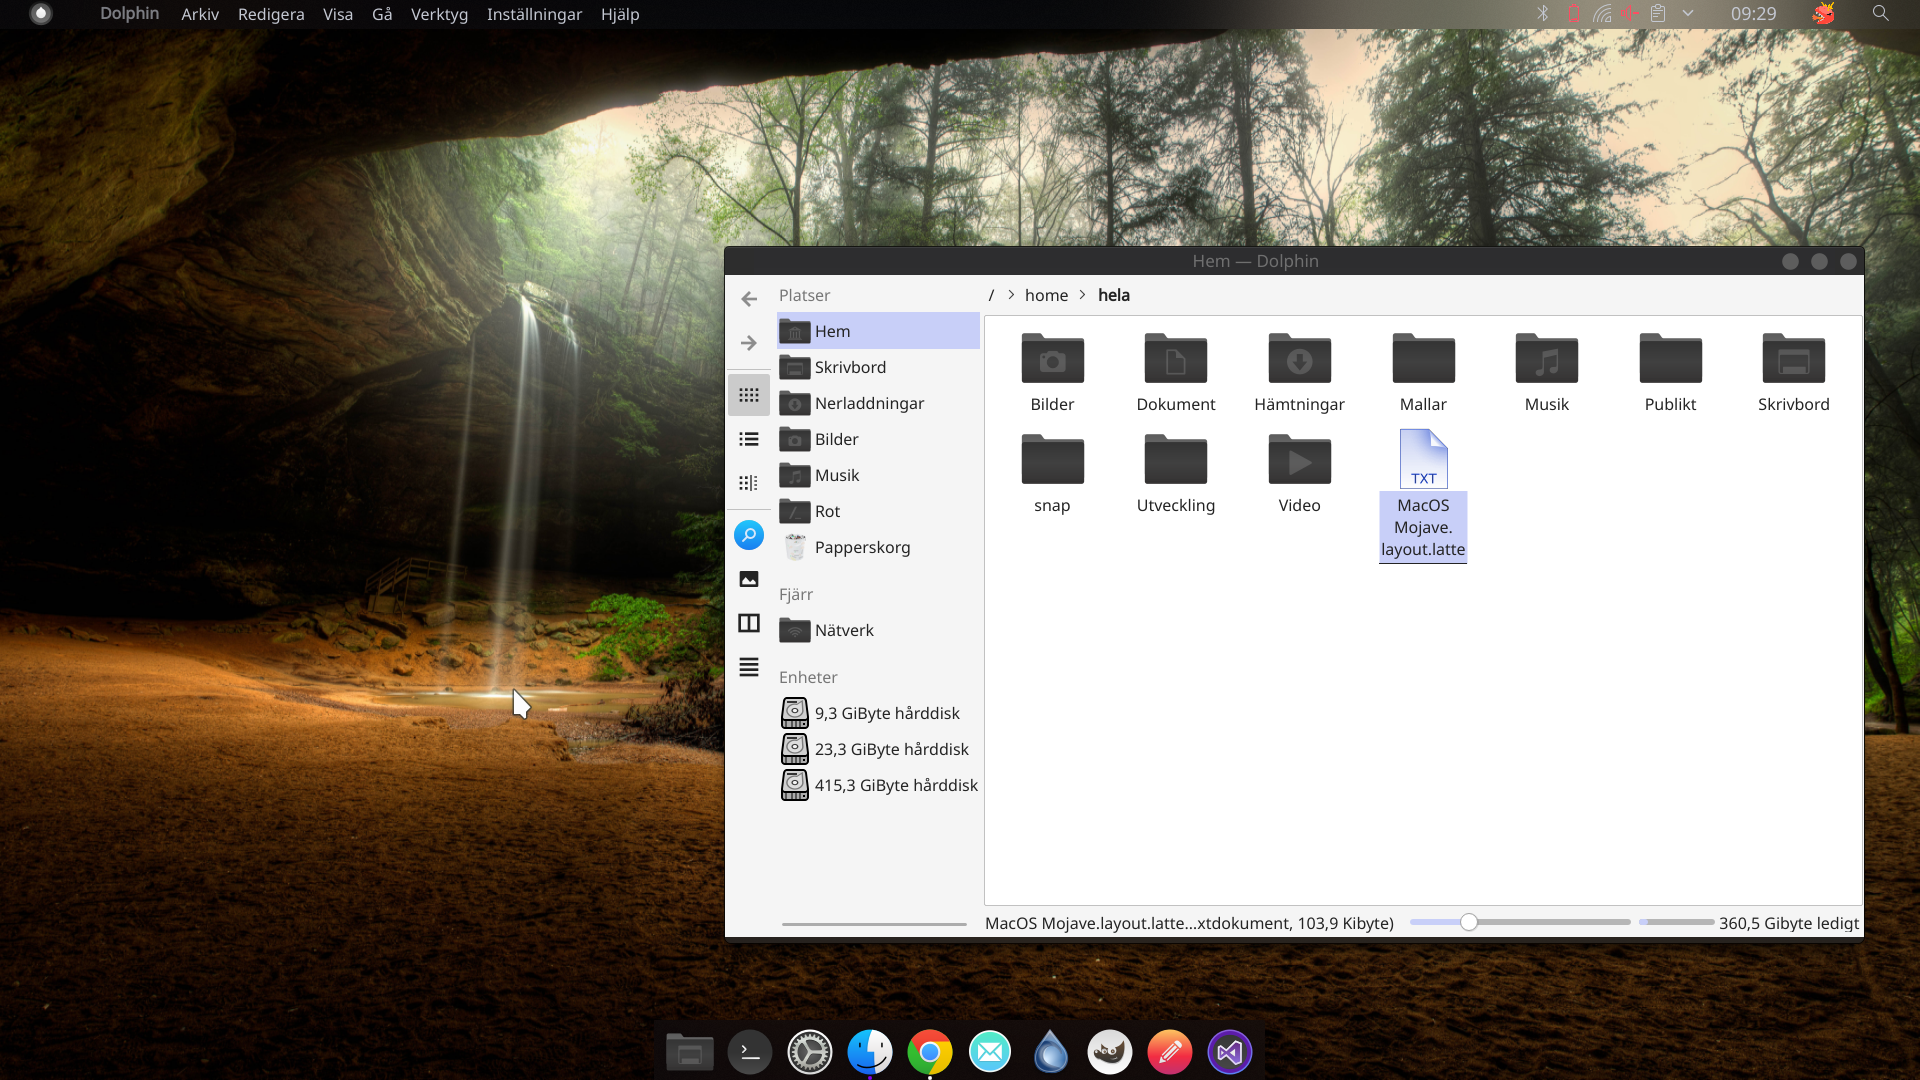 Dolphin Arkiv Redigera Visa Gå Verktyg Inställningar Hjälp 09:29
Hem — Dolphin
Platser
Hem
Skrivbord
Nerladdningar
Bilder
Musik
Rot
Papperskorg
Fjärr
Nätverk
Enheter
9,3 GiByte hårddisk
23,3 GiByte hårddisk
415,3 GiByte hårddisk
/ > home > hela
Bilder Dokument Hämtningar Mallar Musik Publikt Skrivbord
TXT
snap Utveckling Video MacOS
Mojave.
layout.latte
MacOS Mojave.layout.latte...xtdokument, 103,9 Kibyte) 360,5 Gibyte ledigt